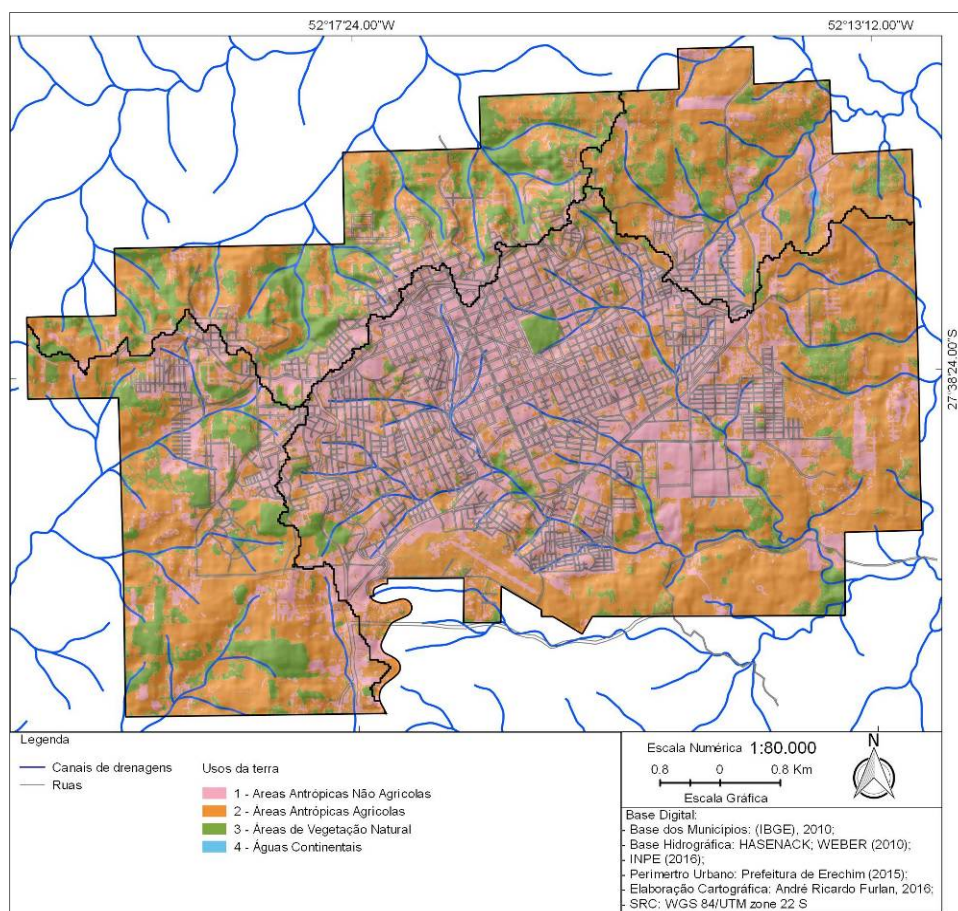 52°17'24.00"W
52°13'12.00"W
27°38'24.00"S
Legenda
Canais de drenagens
Ruas
Usos da terra
1 - Áreas Antrópicas Não Agricolas
2 - Áreas Antrópicas Agricolas
3 - Áreas de Vegetação Natural
4 - Águas Continentais
Escala Numérica 1:80.000
0.8 0 0.8 Km
Escala Gráfica
N
Base Digital:
- Base dos Municipios: (IBGE), 2010;
- Base Hidrográfica: HASENACK; WEBER (2010);
- INPE (2016);
- Perimertro Urbano: Prefeitura de Erechim (2015);
- Elaboração Cartográfica: André Ricardo Furlan, 2016;
- SRC: WGS 84/UTM zone 22 S